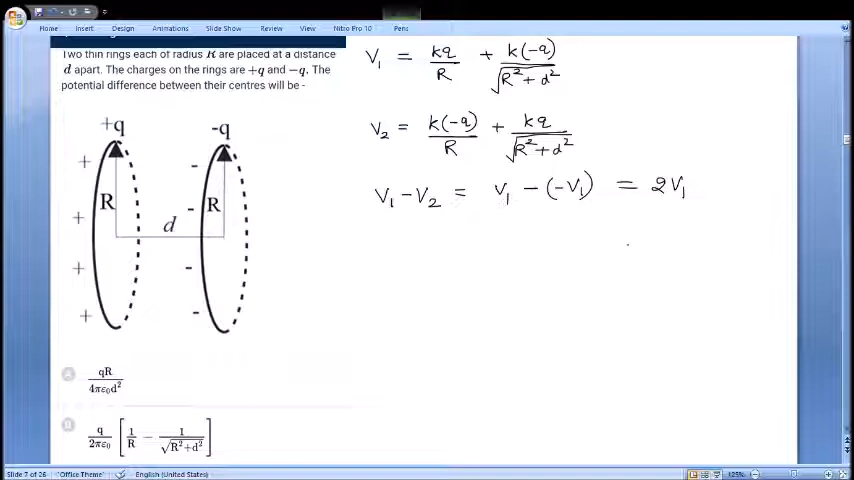 Home Insert Design Animations Slide Show Review View Nitro Pro 10 Pens
Two thin rings each of radius R are placed at a distance
d apart. The charges on the rings are +q and −q. The
potential difference between their centres will be -
+q -q
+ -
R R
+ -
d
+ -
+ -
A
qR
4πε₀d²
B
q/2πε₀ [1/R − 1/√R²+d²]
V₁ = kq/R + k(-q)/√R²+d²
V₂ = k(-q)/R + kq/√R²+d²
V₁ - V₂ = V₁ - (-V₁) = 2V₁
Slide 7 of 26 "Office Theme" English (United States) 125%